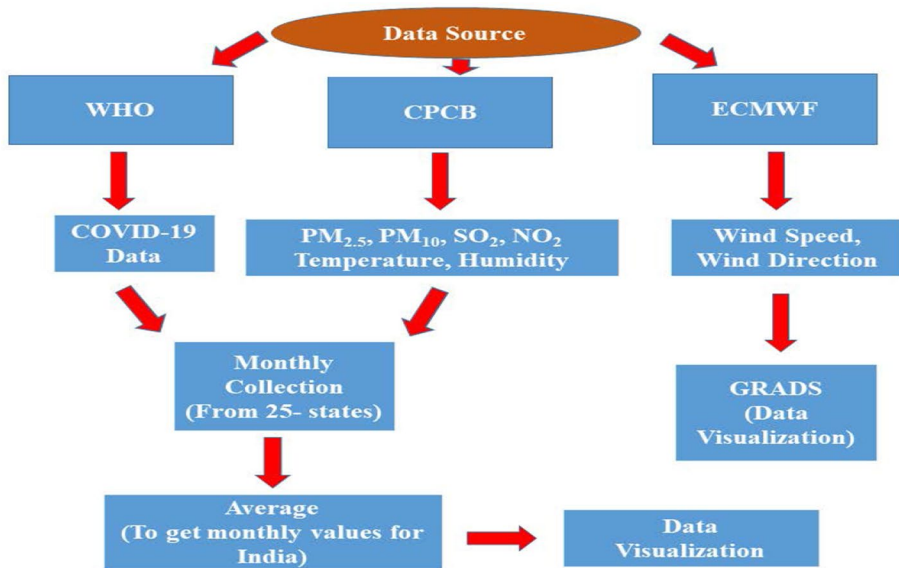 Data Source
WHO
CPCB
ECMWF
COVID-19
Data
PM₂.₅, PM₁₀, SO₂, NO₂
Temperature, Humidity
Wind Speed,
Wind Direction
Monthly
Collection
(From 25- states)
GRADS
(Data
Visualization)
Average
(To get monthly values for
India)
Data
Visualization